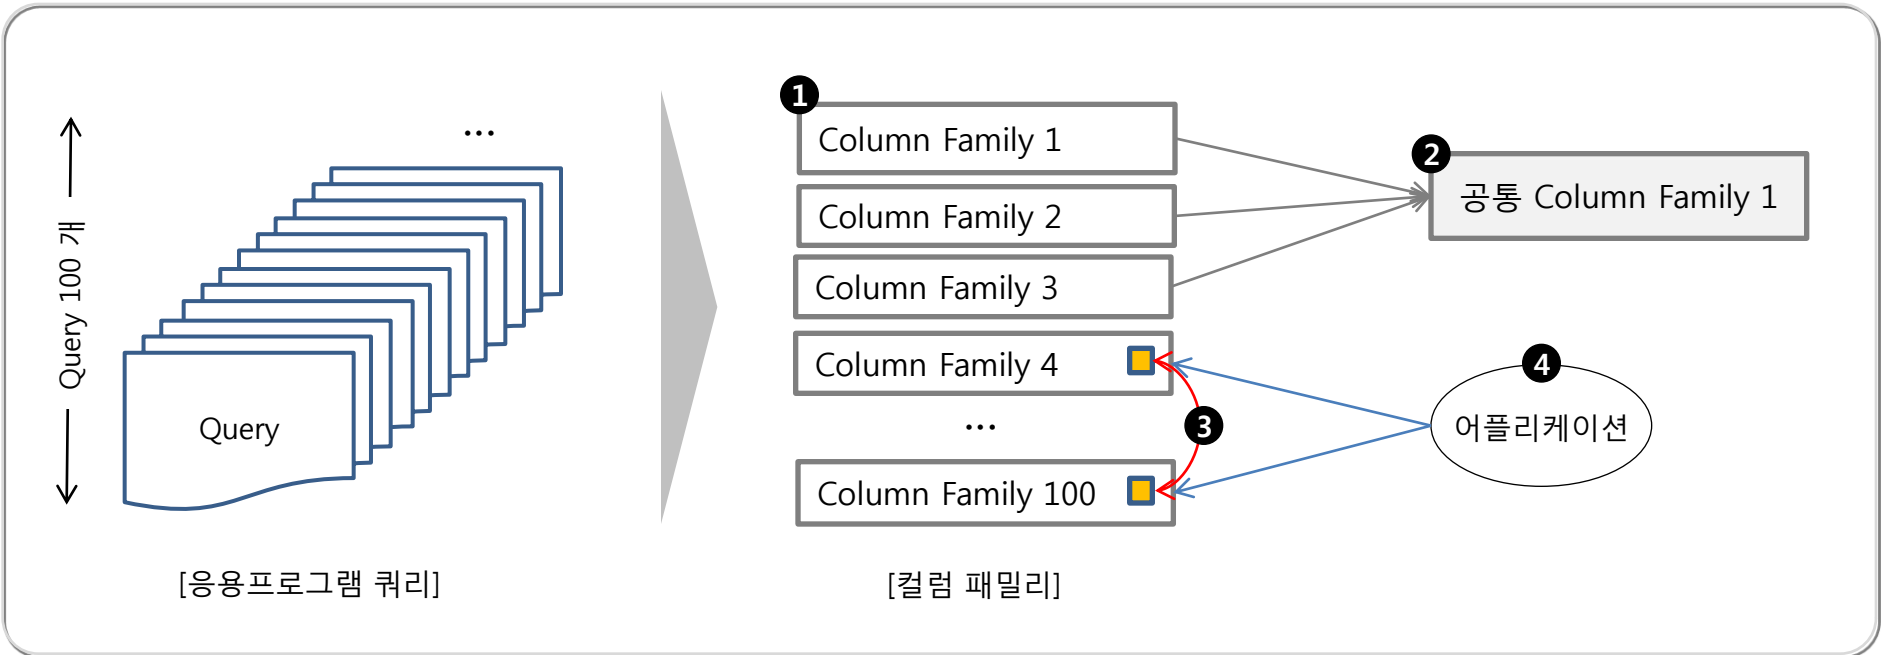 Query 100 개
...
Query
[응용프로그램 쿼리]
1
Column Family 1
Column Family 2
Column Family 3
Column Family 4
...
Column Family 100
[컬럼 패밀리]
2
공통 Column Family 1
3
4
어플리케이션